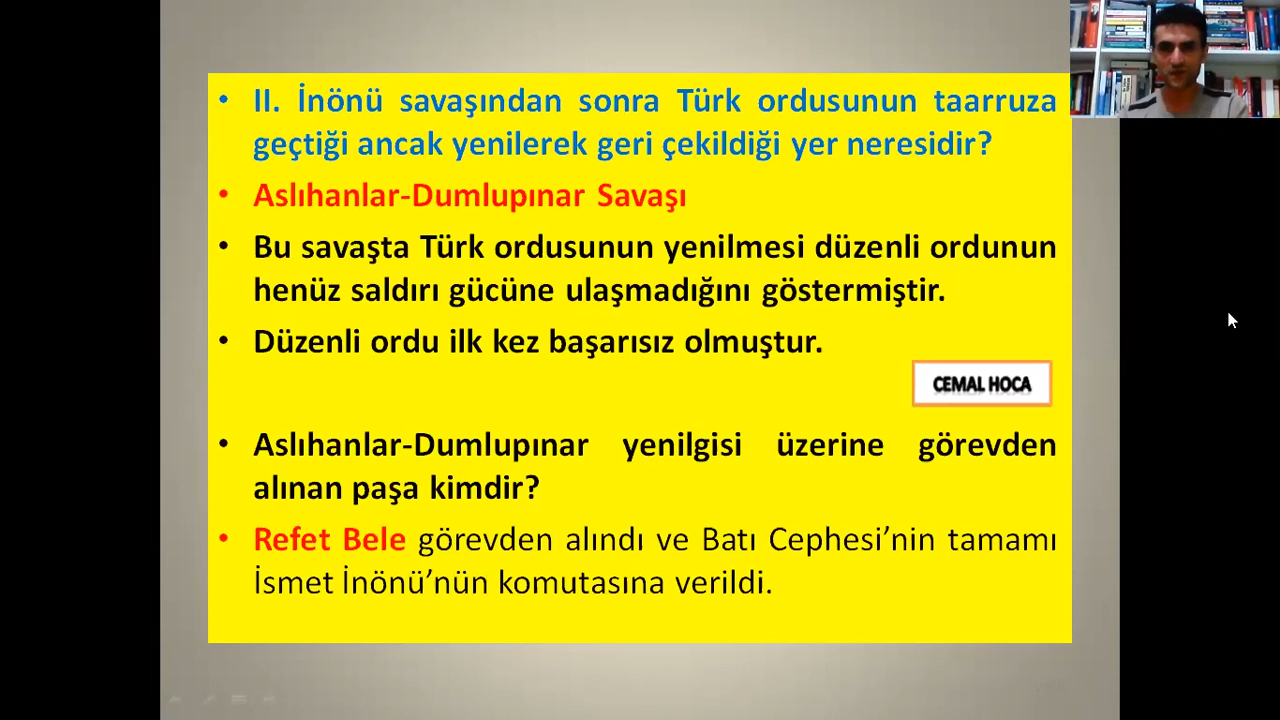 • II. İnönü savaşından sonra Türk ordusunun taarruza
geçtiği ancak yenilerek geri çekildiği yer neresidir?
• Aslıhanlar-Dumlupınar Savaşı
• Bu savaşta Türk ordusunun yenilmesi düzenli ordunun
henüz saldırı gücüne ulaşmadığını göstermiştir.
• Düzenli ordu ilk kez başarısız olmuştur.
CEMAL HOCA
• Aslıhanlar-Dumlupınar yenilgisi üzerine görevden
alınan paşa kimdir?
• Refet Bele görevden alındı ve Batı Cephesi’nin tamamı
İsmet İnönü’nün komutasına verildi.